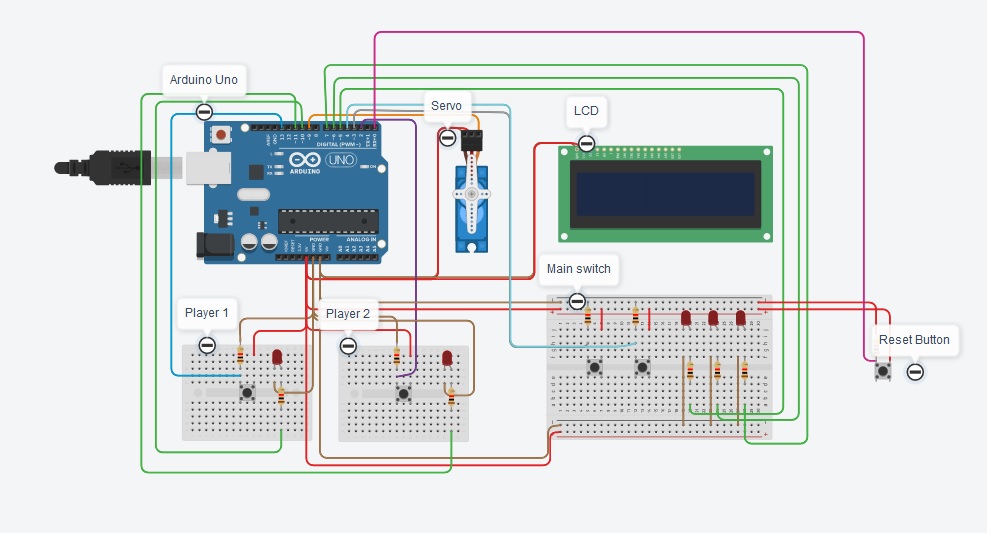 Arduino Uno
Servo
LCD
DIGITAL (PWM~)
UNO
ARDUINO
ON
POWER
ANALOG IN
Main switch
Player 1
Player 2
Reset Button